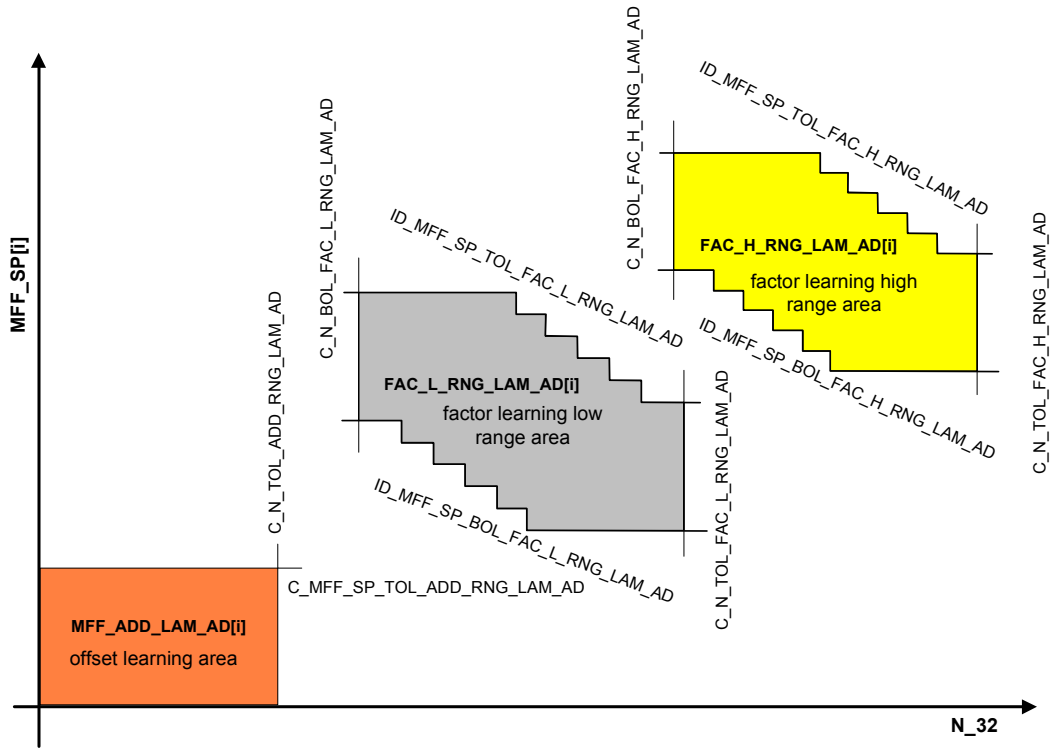 MFF_SP[i]
C_N_TOL_ADD_RNG_LAM_AD
C_N_BOL_FAC_L_RNG_LAM_AD
ID_MFF_SP_TOL_FAC_L_RNG_LAM_AD
C_N_BOL_FAC_H_RNG_LAM_AD
ID_MFF_SP_TOL_FAC_H_RNG_LAM_AD
FAC_H_RNG_LAM_AD[i]
factor learning high
range area
ID_MFF_SP_BOL_FAC_H_RNG_LAM_AD
C_N_TOL_FAC_H_RNG_LAM_AD
FAC_L_RNG_LAM_AD[i]
factor learning low
range area
ID_MFF_SP_BOL_FAC_L_RNG_LAM_AD
C_N_TOL_FAC_L_RNG_LAM_AD
C_MFF_SP_TOL_ADD_RNG_LAM_AD
MFF_ADD_LAM_AD[i]
offset learning area
N_32